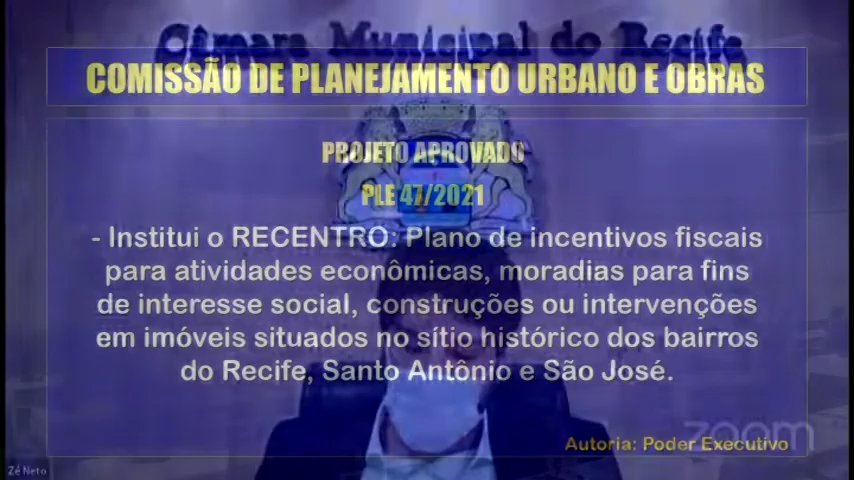 Câmara Municipal do Recife
COMISSÃO DE PLANEJAMENTO URBANO E OBRAS
PROJETO APROVADO
PLE 47/2021
- Institui o RECENTRO: Plano de incentivos fiscais
para atividades econômicas, moradias para fins
de interesse social, construções ou intervenções
em imóveis situados no sítio histórico dos bairros
do Recife, Santo Antônio e São José.
zoom
Autoria: Poder Executivo
Zé Neto